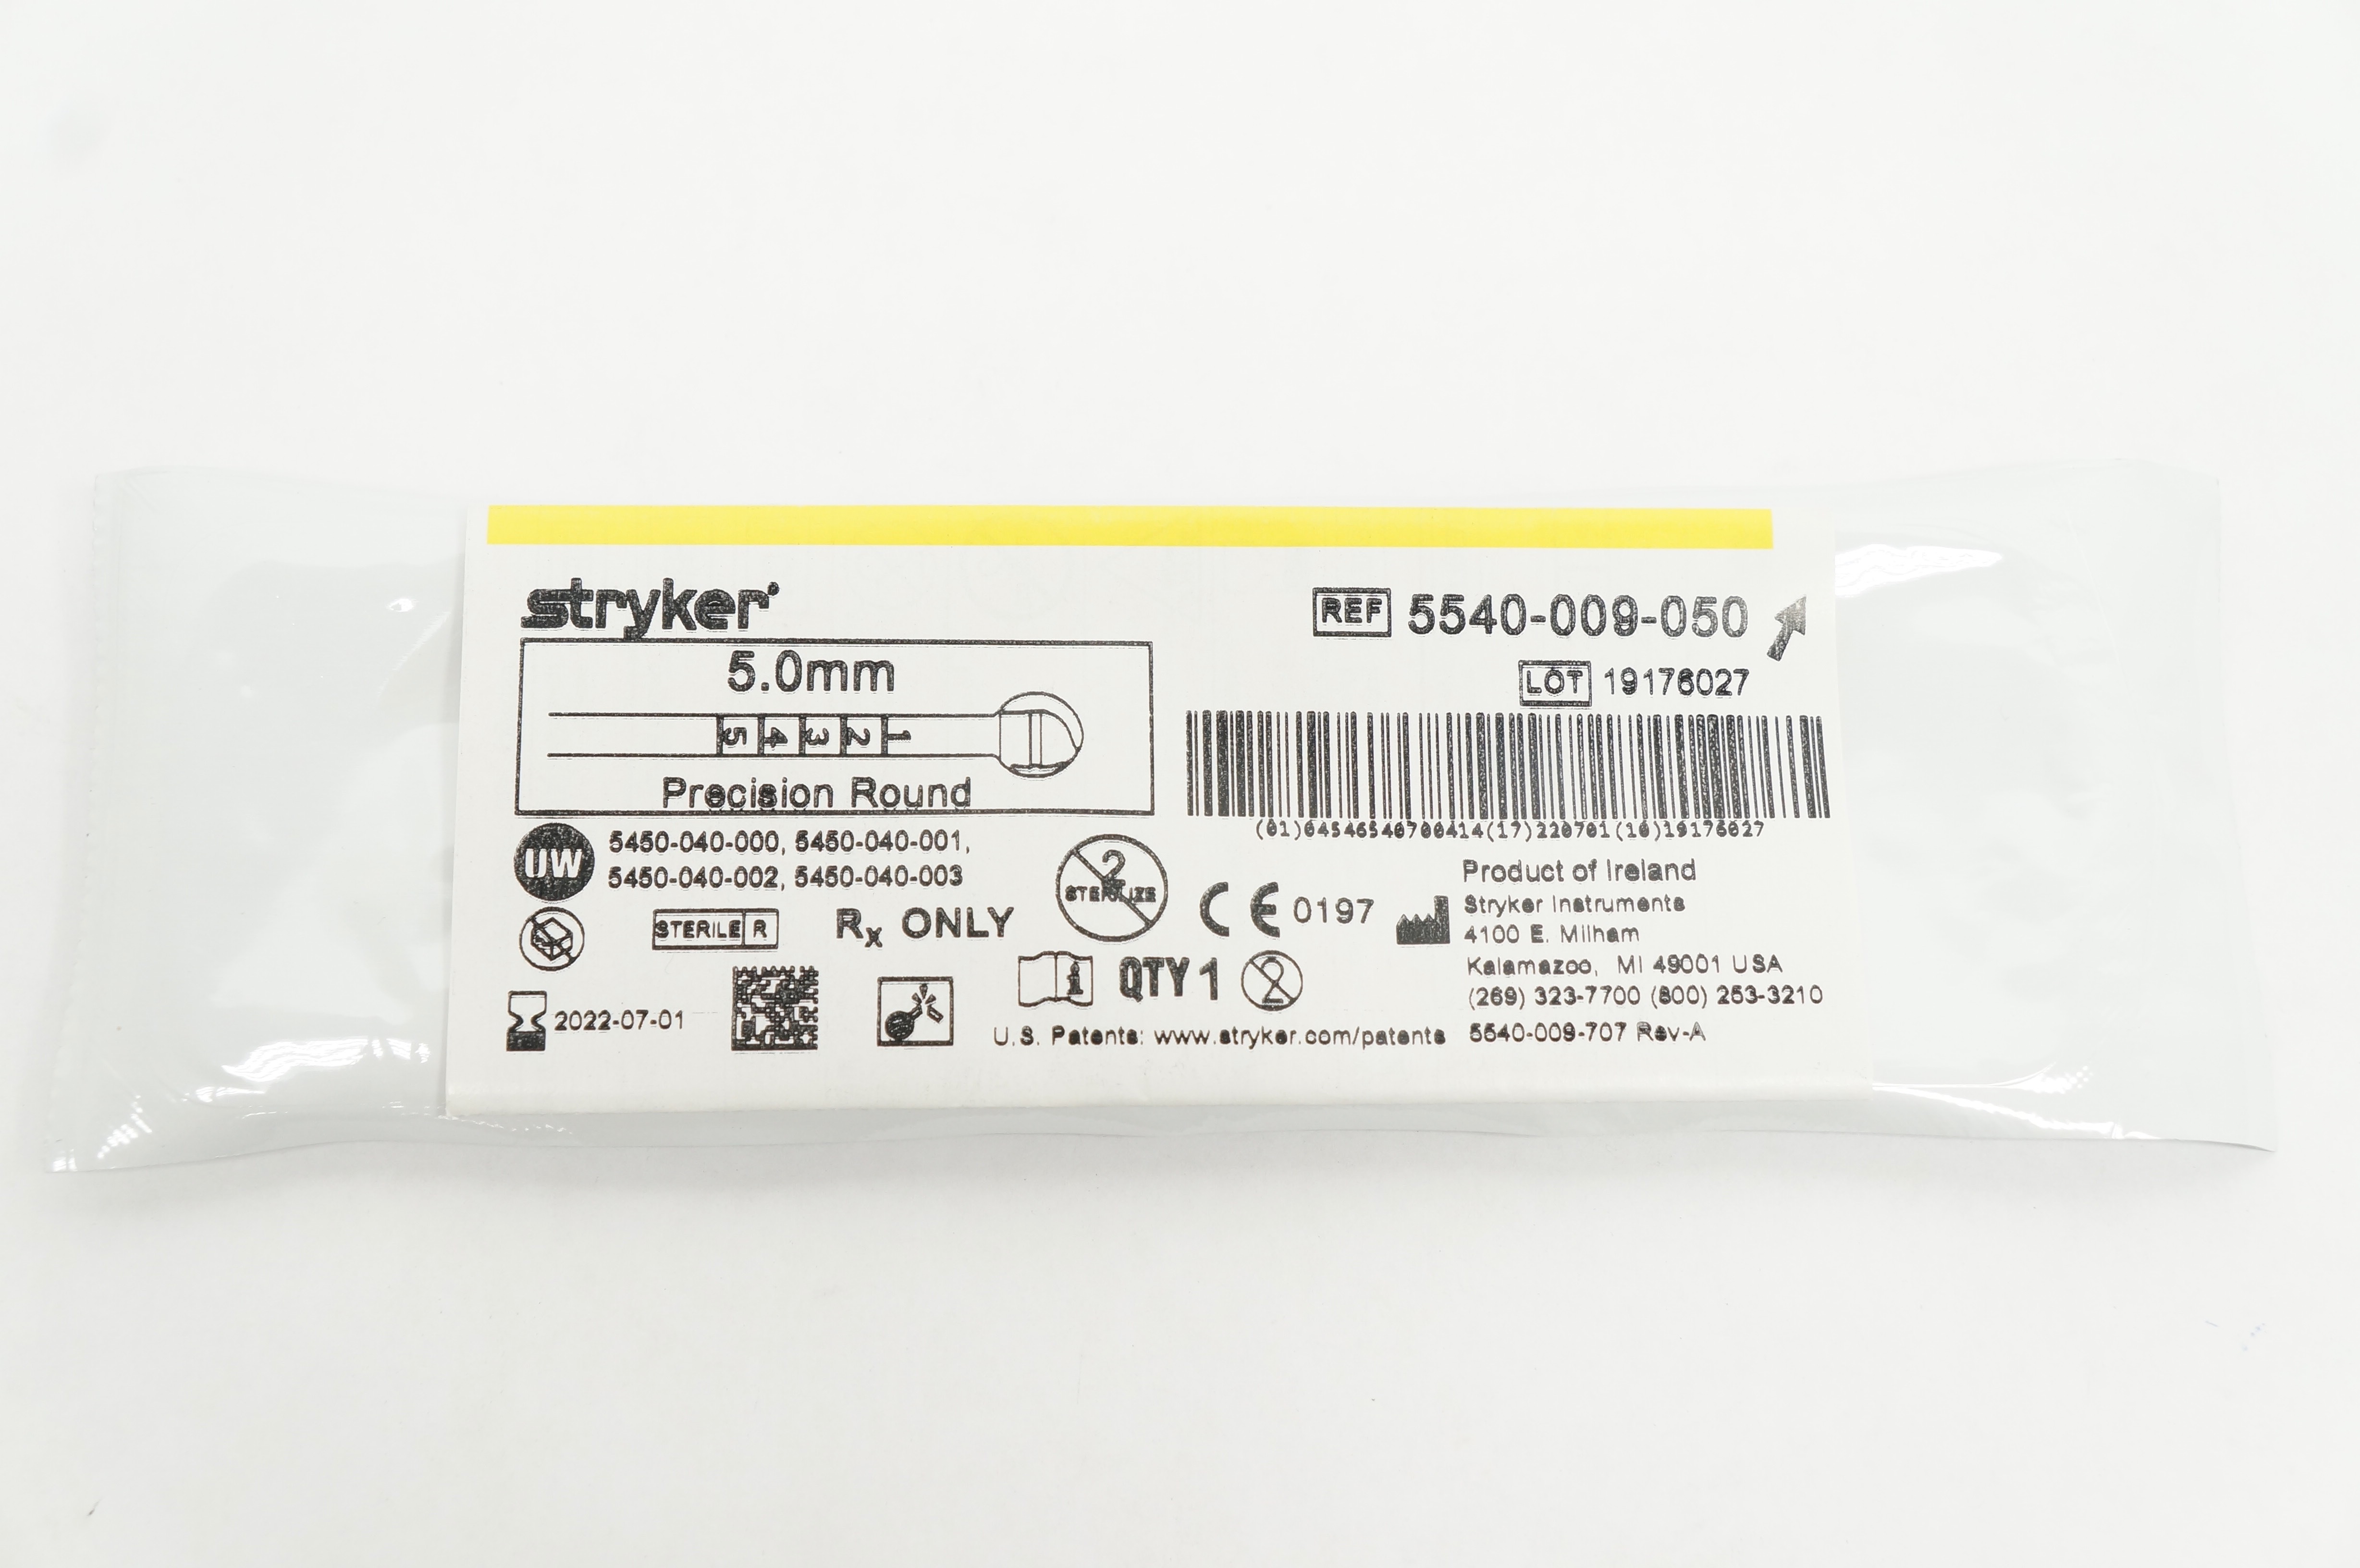 stryker
5.0mm
5 4 3 2 1
Precision Round
REF 5540-009-050
LOT 19176027
(01)04546540700414(17)220701(10)19176027
UW 5450-040-000, 5450-040-001,
5450-040-002, 5450-040-003
STERILE R
Rx ONLY
2
STERILIZE
CE 0197
Product of Ireland
Stryker Instruments
4100 E. Milham
Kalamazoo, MI 49001 USA
(269) 323-7700 (800) 253-3210
2022-07-01
i QTY 1 2
U.S. Patents: www.stryker.com/patents
5540-009-707 Rev-A